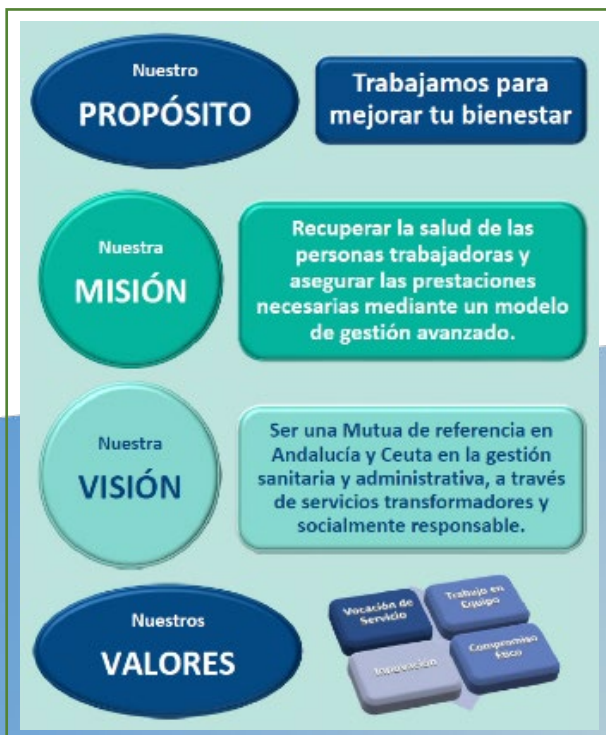 Nuestro
PROPÓSITO
Trabajamos para
mejorar tu bienestar
Nuestra
MISIÓN
Recuperar la salud de las
personas trabajadoras y
asegurar las prestaciones
necesarias mediante un modelo
de gestión avanzado.
Nuestra
VISIÓN
Ser una Mutua de referencia en
Andalucía y Ceuta en la gestión
sanitaria y administrativa, a través
de servicios transformadores y
socialmente responsable.
Nuestros
VALORES
Vocación de
Servicio
Trabajo en
Equipo
Innovación
Compromiso
Ético